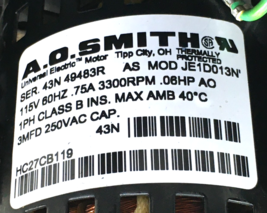 A.O.SMITH
Universal Electric™ Motor Tipp City, OH THERMALLY PROTECTED
SER. 43N 49483R AS MOD JE1D013N
115V 60HZ .75A 3300RPM .06HP AO
1PH CLASS B INS. MAX AMB 40°C
3MFD 250VAC CAP.
43N
HC27CB119